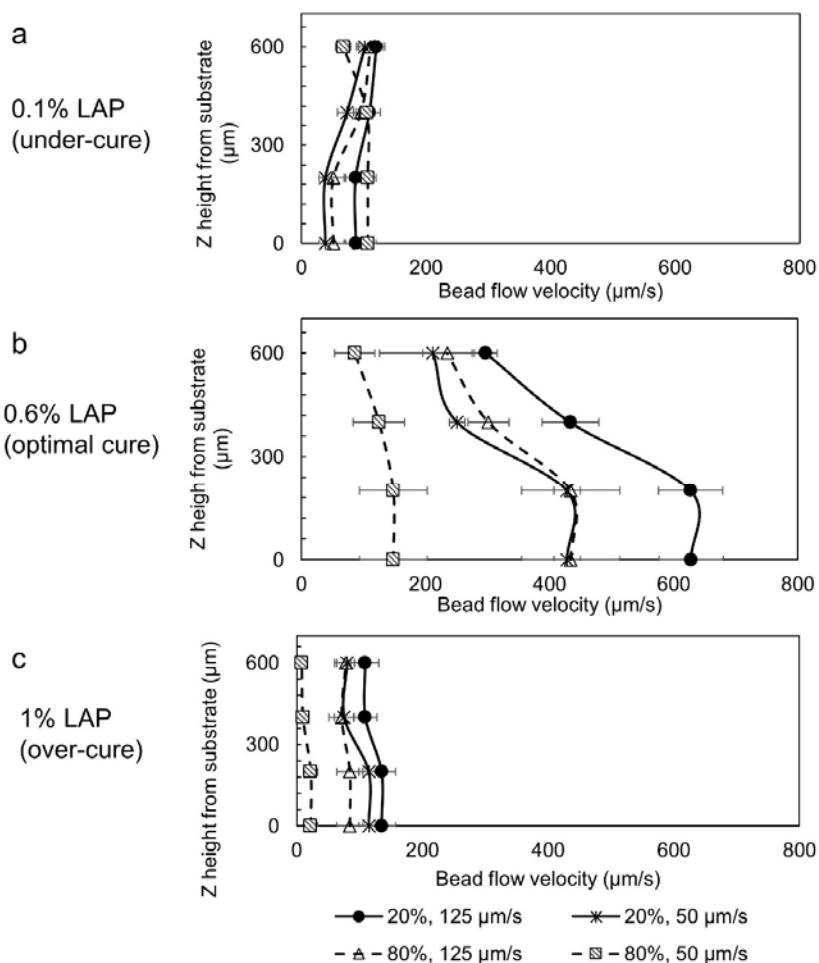 a
0.1% LAP
(under-cure)
Z height from substrate
(µm)
600
300
0
0 200 400 600 800
Bead flow velocity (µm/s)
b
0.6% LAP
(optimal cure)
Z heigh from substrate
(µm)
600
300
0
0 200 400 600 800
Bead flow velocity (µm/s)
c
1% LAP
(over-cure)
Z height from substrate (µm)
600
300
0
0 200 400 600 800
Bead flow velocity (µm/s)
20%, 125 µm/s 20%, 50 µm/s
80%, 125 µm/s 80%, 50 µm/s